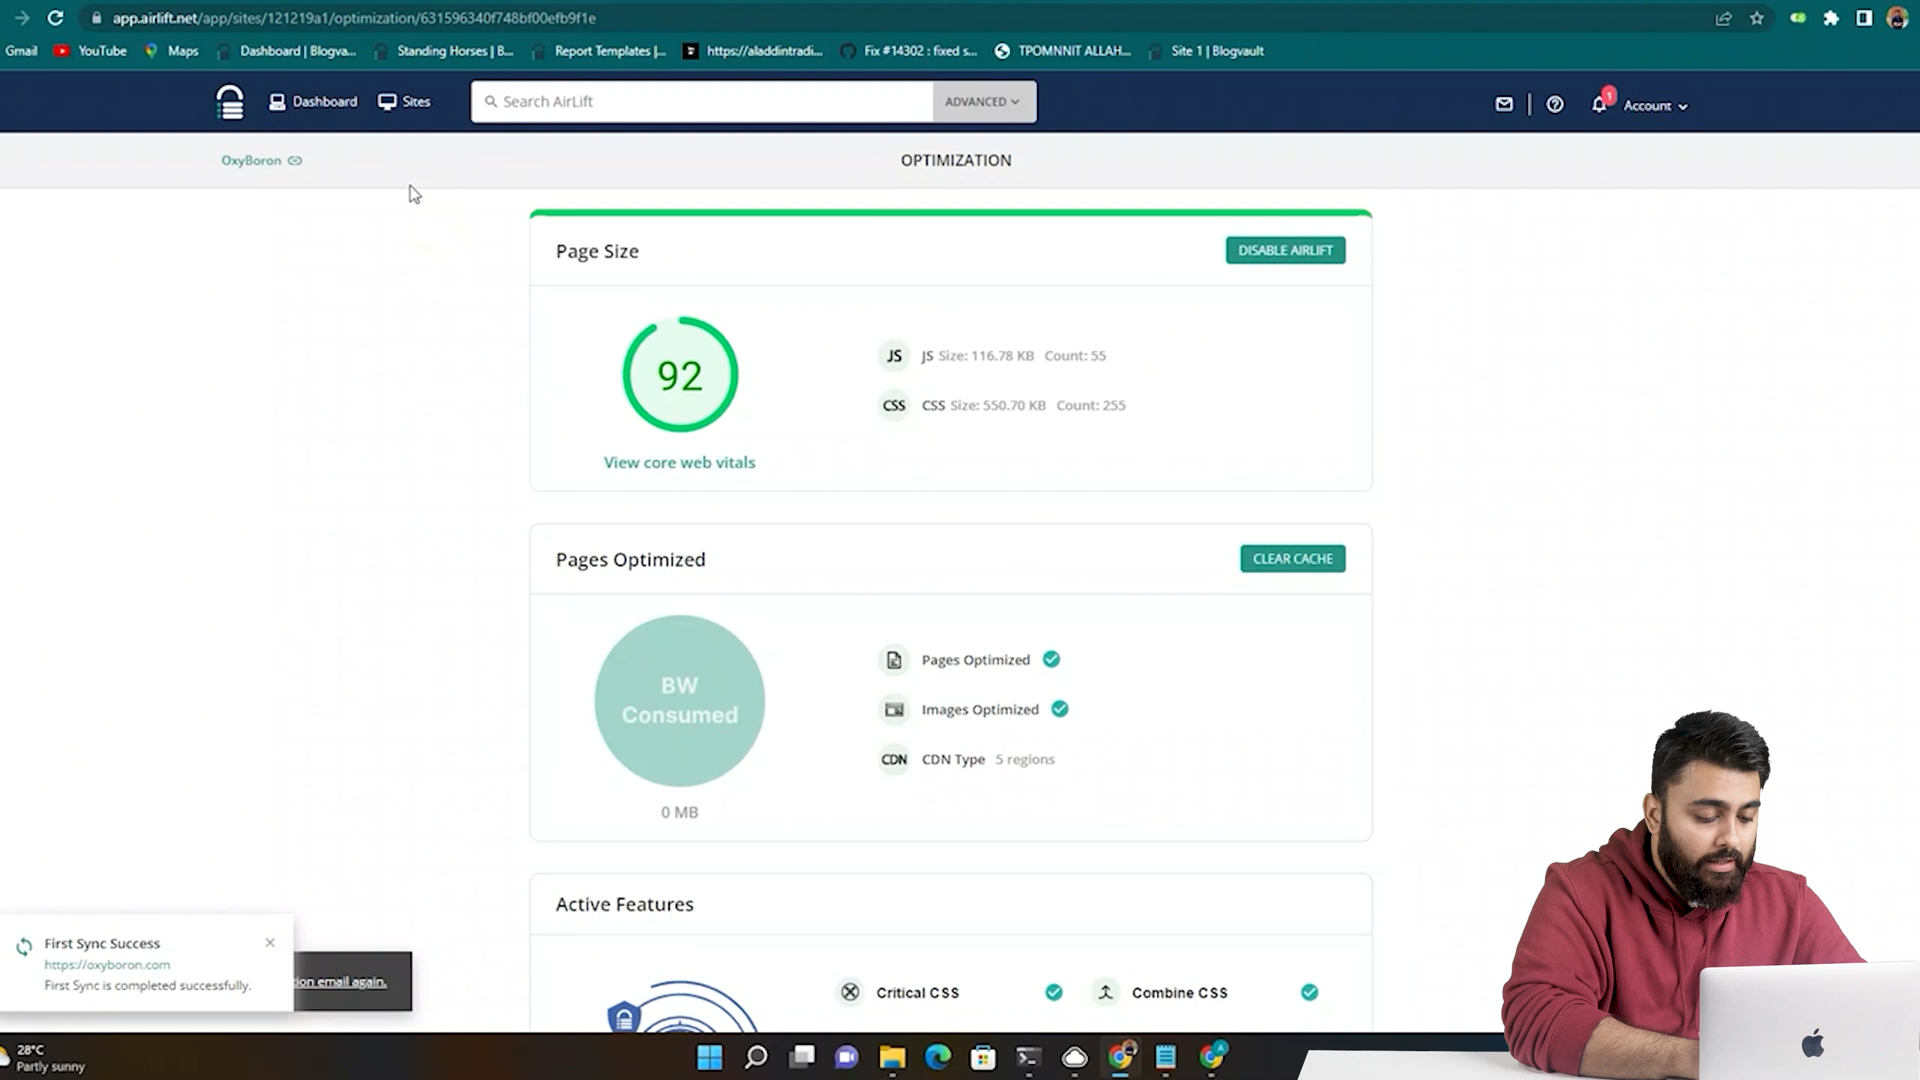 app.airlift.net/app/sites/121219a1/optimization/631596340f748bf00efb9f1e
Gmail YouTube Maps Dashboard | Blogva... Standing Horses | B... Report Templates |... https://aladdintradi... Fix #14302 : fixed s... TPOMNNIT ALLAH... Site 1 | Blogvault
Dashboard Sites Search AirLift ADVANCED 1 Account
OxyBoron OPTIMIZATION
Page Size DISABLE AIRLIFT
92
JS JS Size: 116.78 KB Count: 55
CSS CSS Size: 550.70 KB Count: 255
View core web vitals
Pages Optimized CLEAR CACHE
BW
Consumed
0 MB
Pages Optimized
Images Optimized
CDN CDN Type 5 regions
Active Features
Critical CSS Combine CSS
First Sync Success
https://oxyboron.com
First Sync is completed successfully.
email again.
28°C
Partly sunny